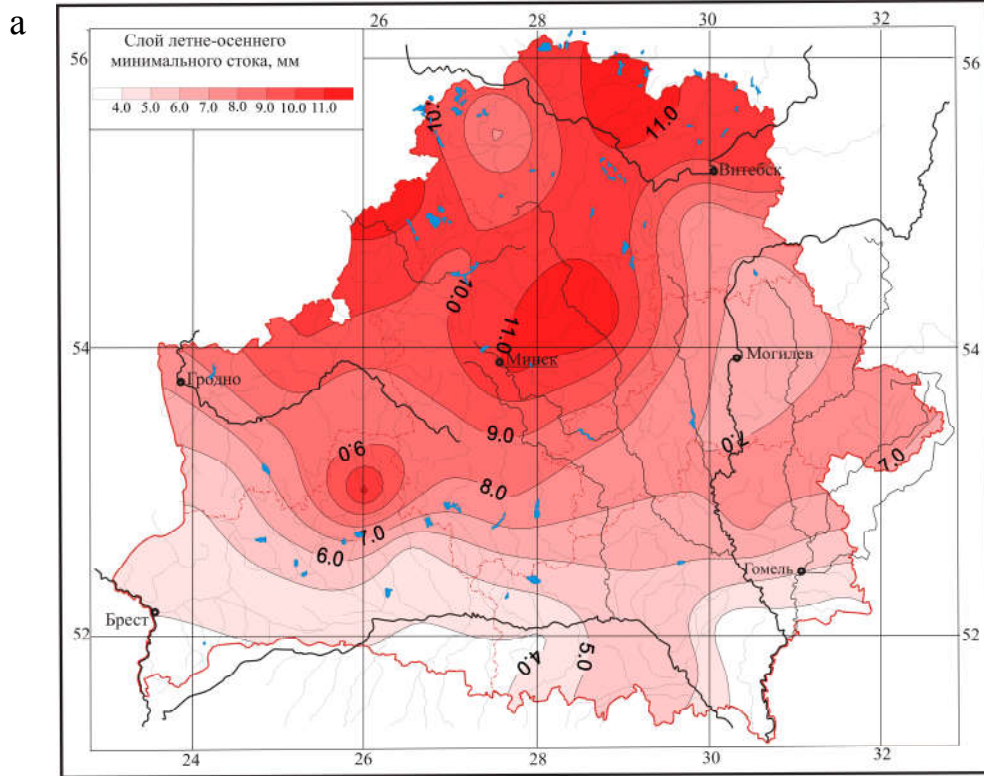 а
26
28
30
32
Слой летне-осеннего
минимального стока, мм
4.0 5.0 6.0 7.0 8.0 9.0 10.0 11.0
56
56
10.
11.0
Витебск
10.0
11.0
54
Минск
Могилев
54
Гродно
9.0
7.0
9.0
7.0
8.0
7.0
6.0
Гомель
Брест
52
4.0
5.0
52
24
26
28
30
32